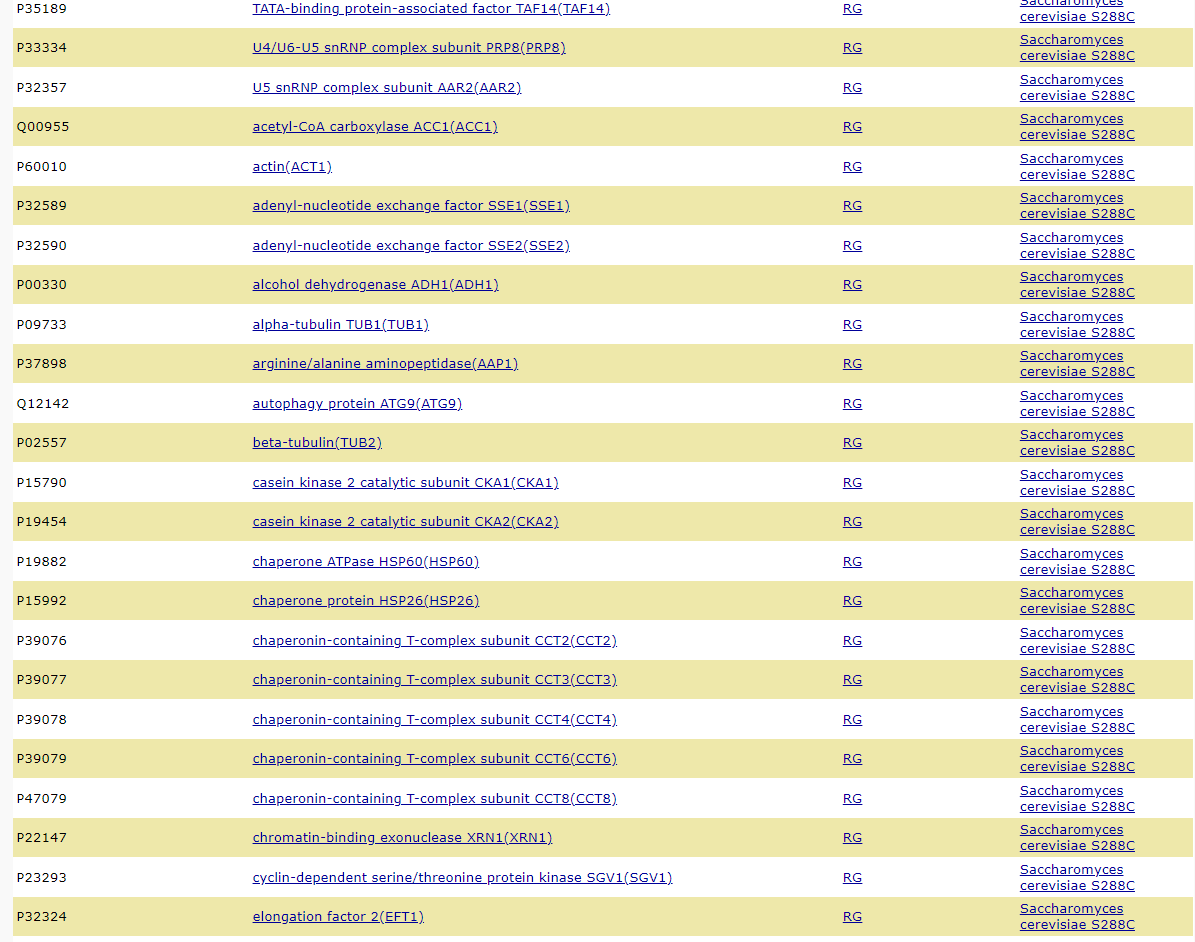 P35189 TATA-binding protein-associated factor TAF14(TAF14) RG Saccharomyces
cerevisiae S288C
P33334 U4/U6-U5 snRNP complex subunit PRP8(PRP8) RG Saccharomyces
cerevisiae S288C
P32357 U5 snRNP complex subunit AAR2(AAR2) RG Saccharomyces
cerevisiae S288C
Q00955 acetyl-CoA carboxylase ACC1(ACC1) RG Saccharomyces
cerevisiae S288C
P60010 actin(ACT1) RG Saccharomyces
cerevisiae S288C
P32589 adenyl-nucleotide exchange factor SSE1(SSE1) RG Saccharomyces
cerevisiae S288C
P32590 adenyl-nucleotide exchange factor SSE2(SSE2) RG Saccharomyces
cerevisiae S288C
P00330 alcohol dehydrogenase ADH1(ADH1) RG Saccharomyces
cerevisiae S288C
P09733 alpha-tubulin TUB1(TUB1) RG Saccharomyces
cerevisiae S288C
P37898 arginine/alanine aminopeptidase(AAP1) RG Saccharomyces
cerevisiae S288C
Q12142 autophagy protein ATG9(ATG9) RG Saccharomyces
cerevisiae S288C
P02557 beta-tubulin(TUB2) RG Saccharomyces
cerevisiae S288C
P15790 casein kinase 2 catalytic subunit CKA1(CKA1) RG Saccharomyces
cerevisiae S288C
P19454 casein kinase 2 catalytic subunit CKA2(CKA2) RG Saccharomyces
cerevisiae S288C
P19882 chaperone ATPase HSP60(HSP60) RG Saccharomyces
cerevisiae S288C
P15992 chaperone protein HSP26(HSP26) RG Saccharomyces
cerevisiae S288C
P39076 chaperonin-containing T-complex subunit CCT2(CCT2) RG Saccharomyces
cerevisiae S288C
P39077 chaperonin-containing T-complex subunit CCT3(CCT3) RG Saccharomyces
cerevisiae S288C
P39078 chaperonin-containing T-complex subunit CCT4(CCT4) RG Saccharomyces
cerevisiae S288C
P39079 chaperonin-containing T-complex subunit CCT6(CCT6) RG Saccharomyces
cerevisiae S288C
P47079 chaperonin-containing T-complex subunit CCT8(CCT8) RG Saccharomyces
cerevisiae S288C
P22147 chromatin-binding exonuclease XRN1(XRN1) RG Saccharomyces
cerevisiae S288C
P23293 cyclin-dependent serine/threonine protein kinase SGV1(SGV1) RG Saccharomyces
cerevisiae S288C
P32324 elongation factor 2(EFT1) RG Saccharomyces
cerevisiae S288C